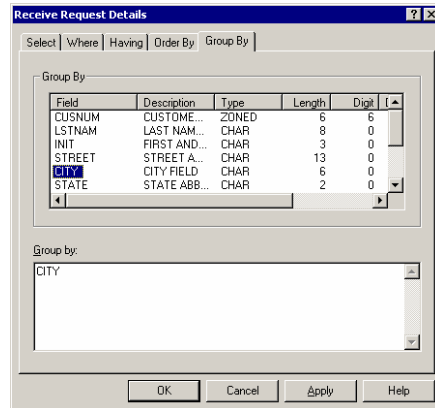 Receive Request Details
Select Where Having Order By Group By
Group By
Field Description Type Length Digit
CUSNUM CUSTOME... ZONED 6 6
LSTNAM LAST NAM... CHAR 8 0
INIT FIRST AND... CHAR 3 0
STREET STREET A... CHAR 13 0
CITY CITY FIELD CHAR 6 0
STATE STATE ABB... CHAR 2 0
Group by:
CITY
OK Cancel Apply Help